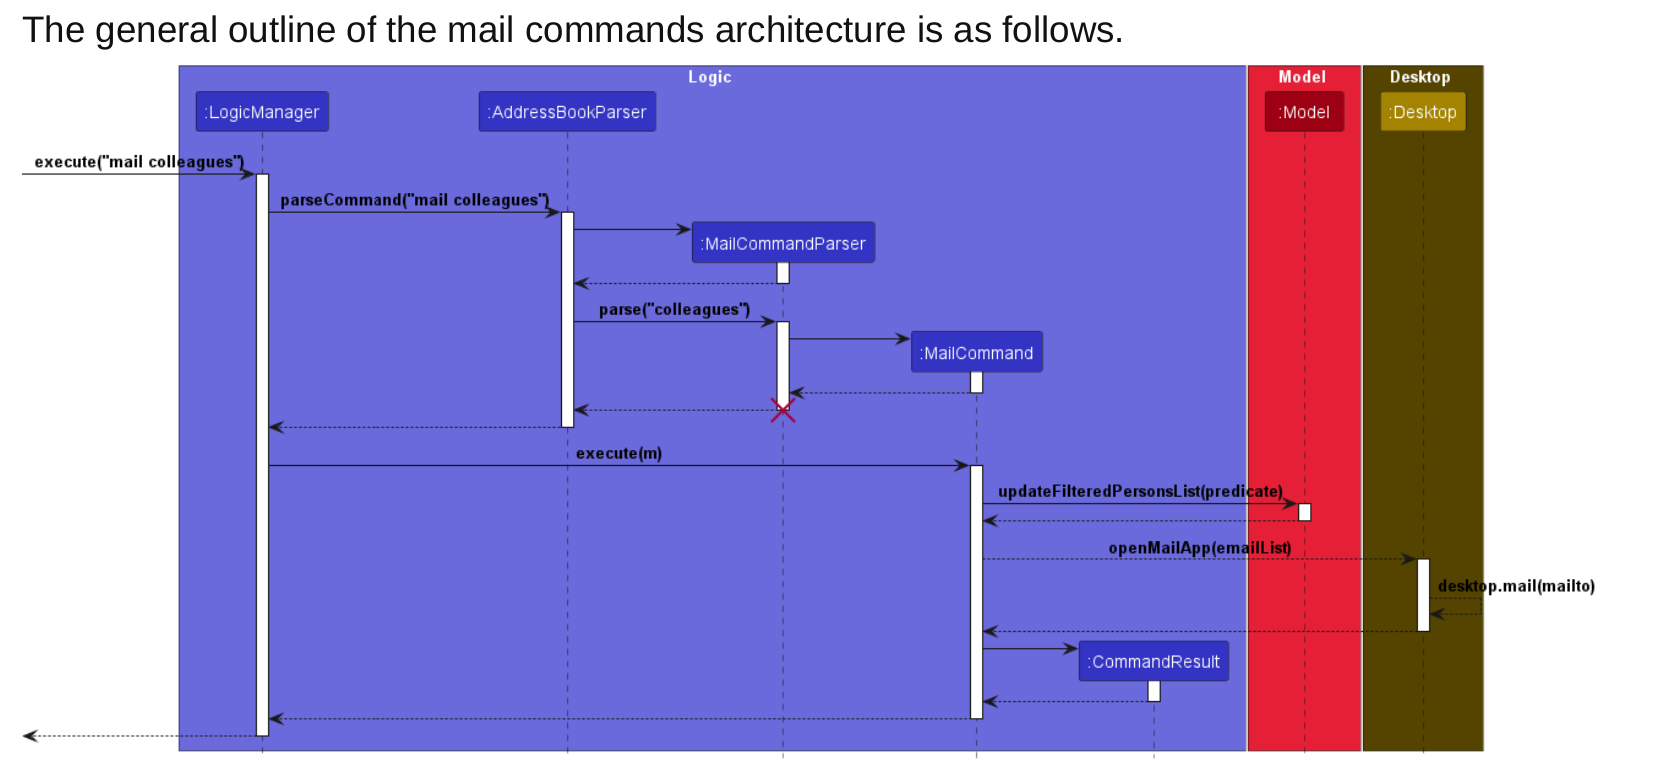 The general outline of the mail commands architecture is as follows.
Logic
Model
Desktop
:LogicManager
:AddressBookParser
:Model
:Desktop
execute("mail colleagues")
parseCommand("mail colleagues")
:MailCommandParser
parse("colleagues")
:MailCommand
execute(m)
updateFilteredPersonsList(predicate)
openMailApp(emailList)
desktop.mail(mailto)
:CommandResult